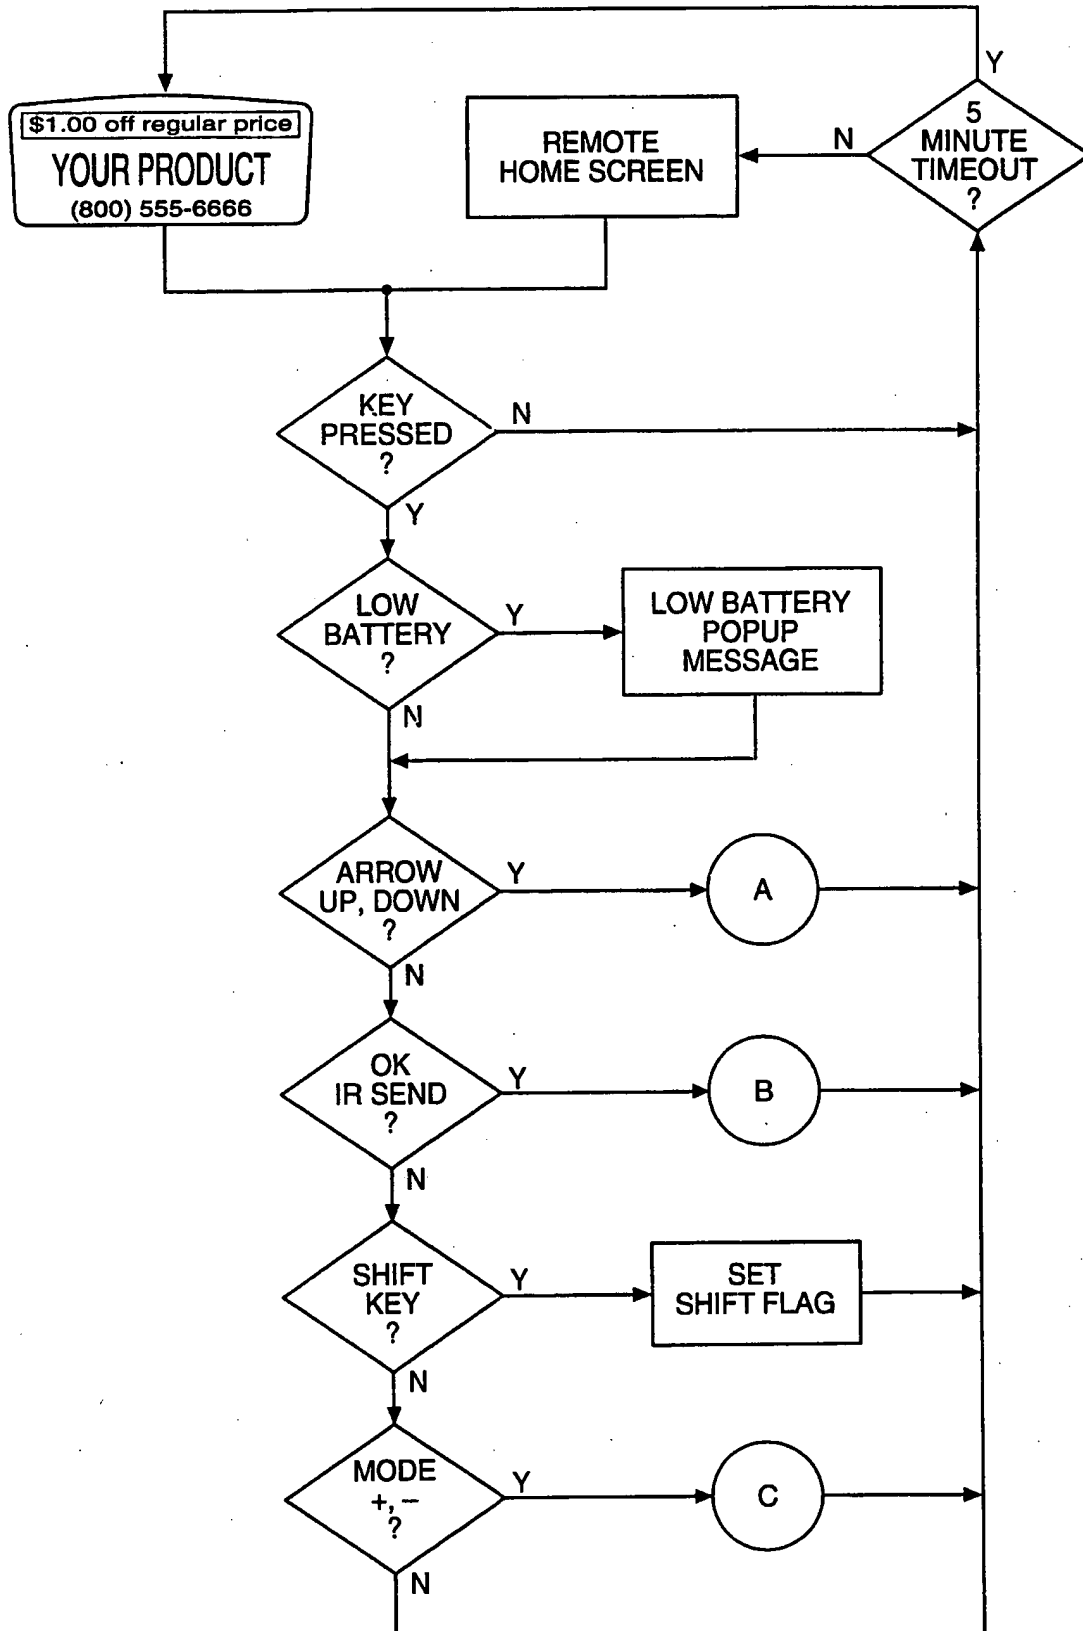 Y
$1.00 off regular price
YOUR PRODUCT
(800) 555-6666
REMOTE
HOME SCREEN
N
5
MINUTE
TIMEOUT
?
KEY
PRESSED
?
N
Y
LOW
BATTERY
?
Y
LOW BATTERY
POPUP
MESSAGE
N
ARROW
UP, DOWN
?
Y
A
N
OK
IR SEND
?
Y
B
N
SHIFT
KEY
?
Y
SET
SHIFT FLAG
N
MODE
+, –
?
Y
C
N